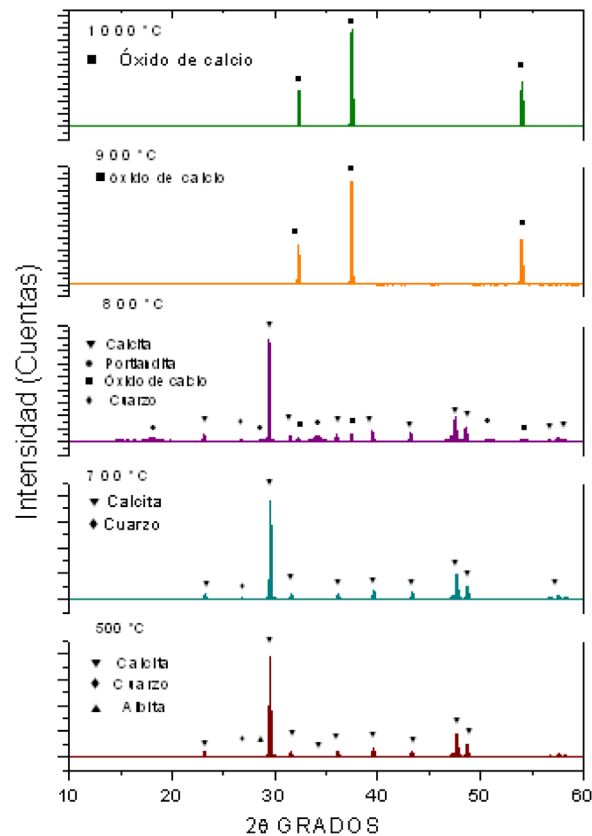 1000 °C
Óxido de calcio
900 °C
óxido de calcio
800 °C
Calcita
Portlandita
Óxido de calcio
Cuarzo
700 °C
Calcita
Cuarzo
500 °C
Calcita
Cuarzo
Albita
Intensidad (Cuentas)
10 20 30 40 50 60
2θ GRADOS